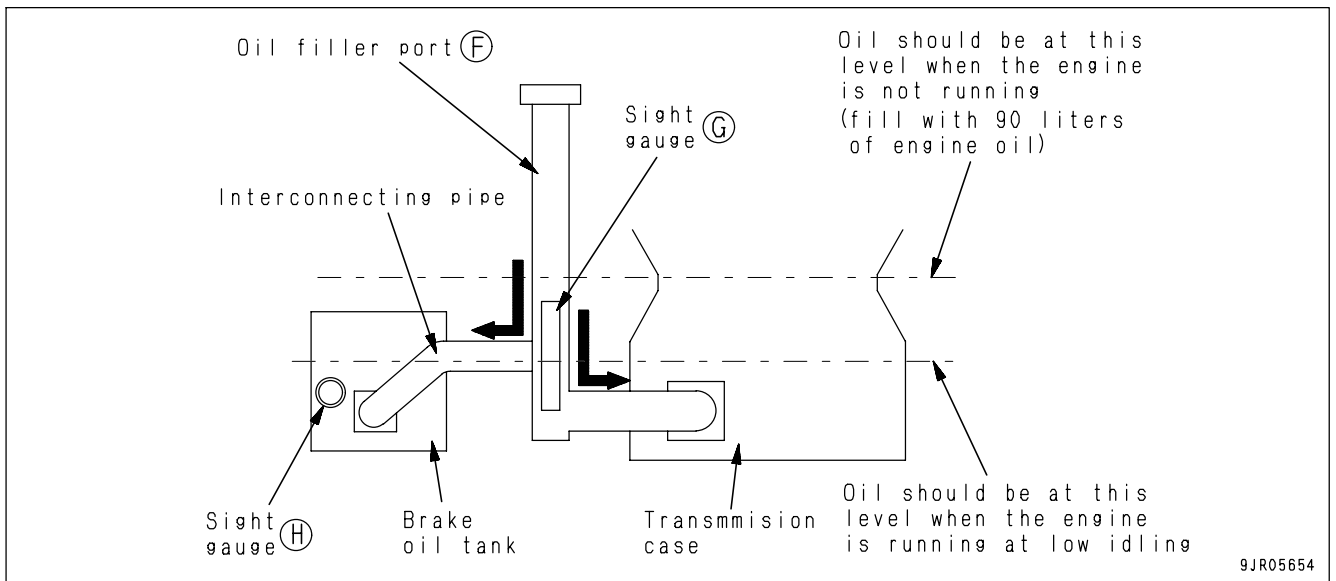 Oil filler port F
Sight
gauge G
Oil should be at this
level when the engine
is not running
(fill with 90 liters
of engine oil)
Interconnecting pipe
Sight
gauge H
Brake
oil tank
Transmmision
case
Oil should be at this
level when the engine
is running at low idling
9JR05654